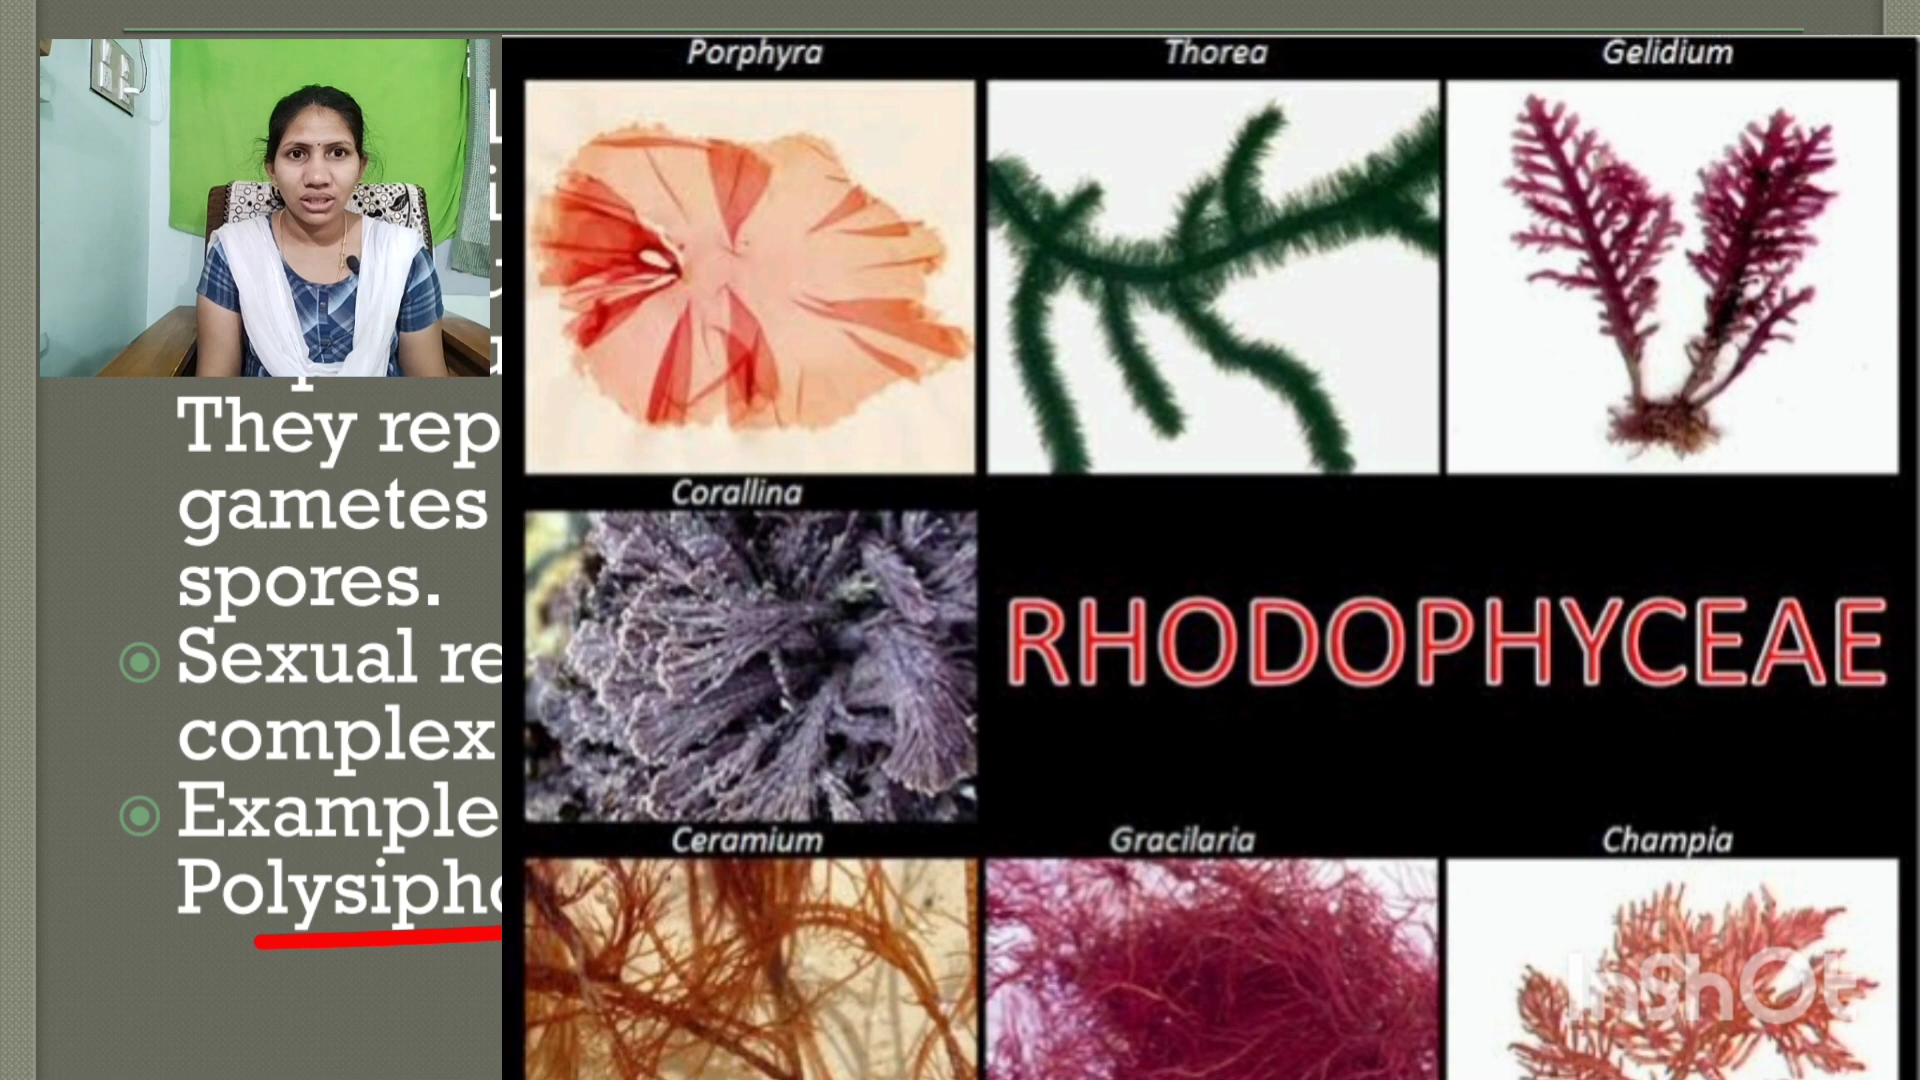 Porphyra
Thorea
Gelidium
They rep
gametes
spores.
Sexual re
complex
Example
Polysipho
Corallina
RHODOPHYCEAE
Ceramium
Gracilaria
Champia
InShOt